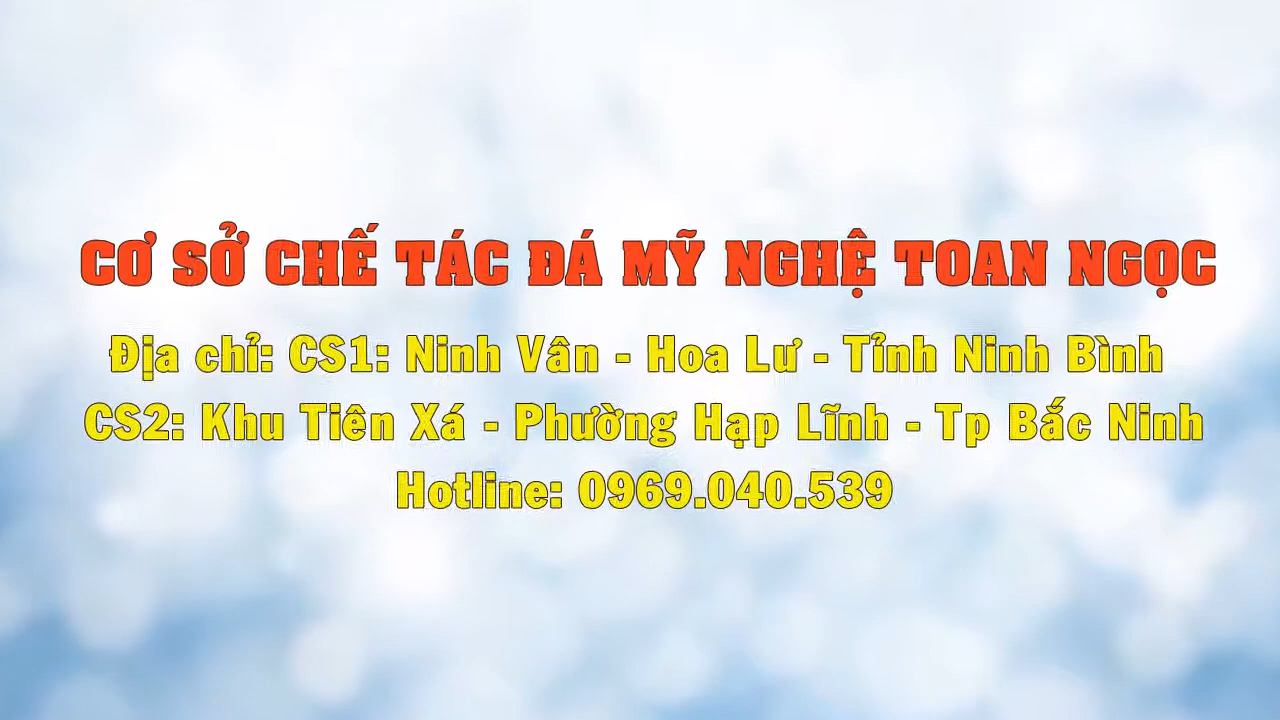 CƠ SỞ CHẾ TÁC ĐÁ MỸ NGHỆ TOAN NGỌC
Địa chỉ: CS1: Ninh Vân - Hoa Lư - Tỉnh Ninh Bình
CS2: Khu Tiên Xá - Phường Hạp Lĩnh - Tp Bắc Ninh
Hotline: 0969.040.539